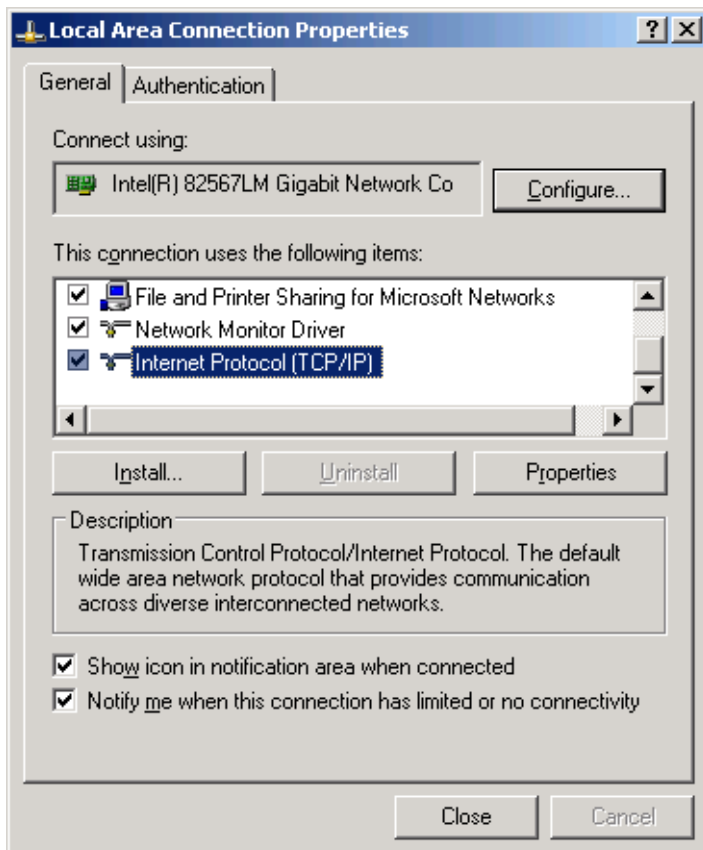 Local Area Connection Properties
General
Authentication
Connect using:
Intel(R) 82567LM Gigabit Network Co
Configure...
This connection uses the following items:
File and Printer Sharing for Microsoft Networks
Network Monitor Driver
Internet Protocol (TCP/IP)
Install...
Uninstall
Properties
Description
Transmission Control Protocol/Internet Protocol. The default
wide area network protocol that provides communication
across diverse interconnected networks.
Show icon in notification area when connected
Notify me when this connection has limited or no connectivity
Close
Cancel